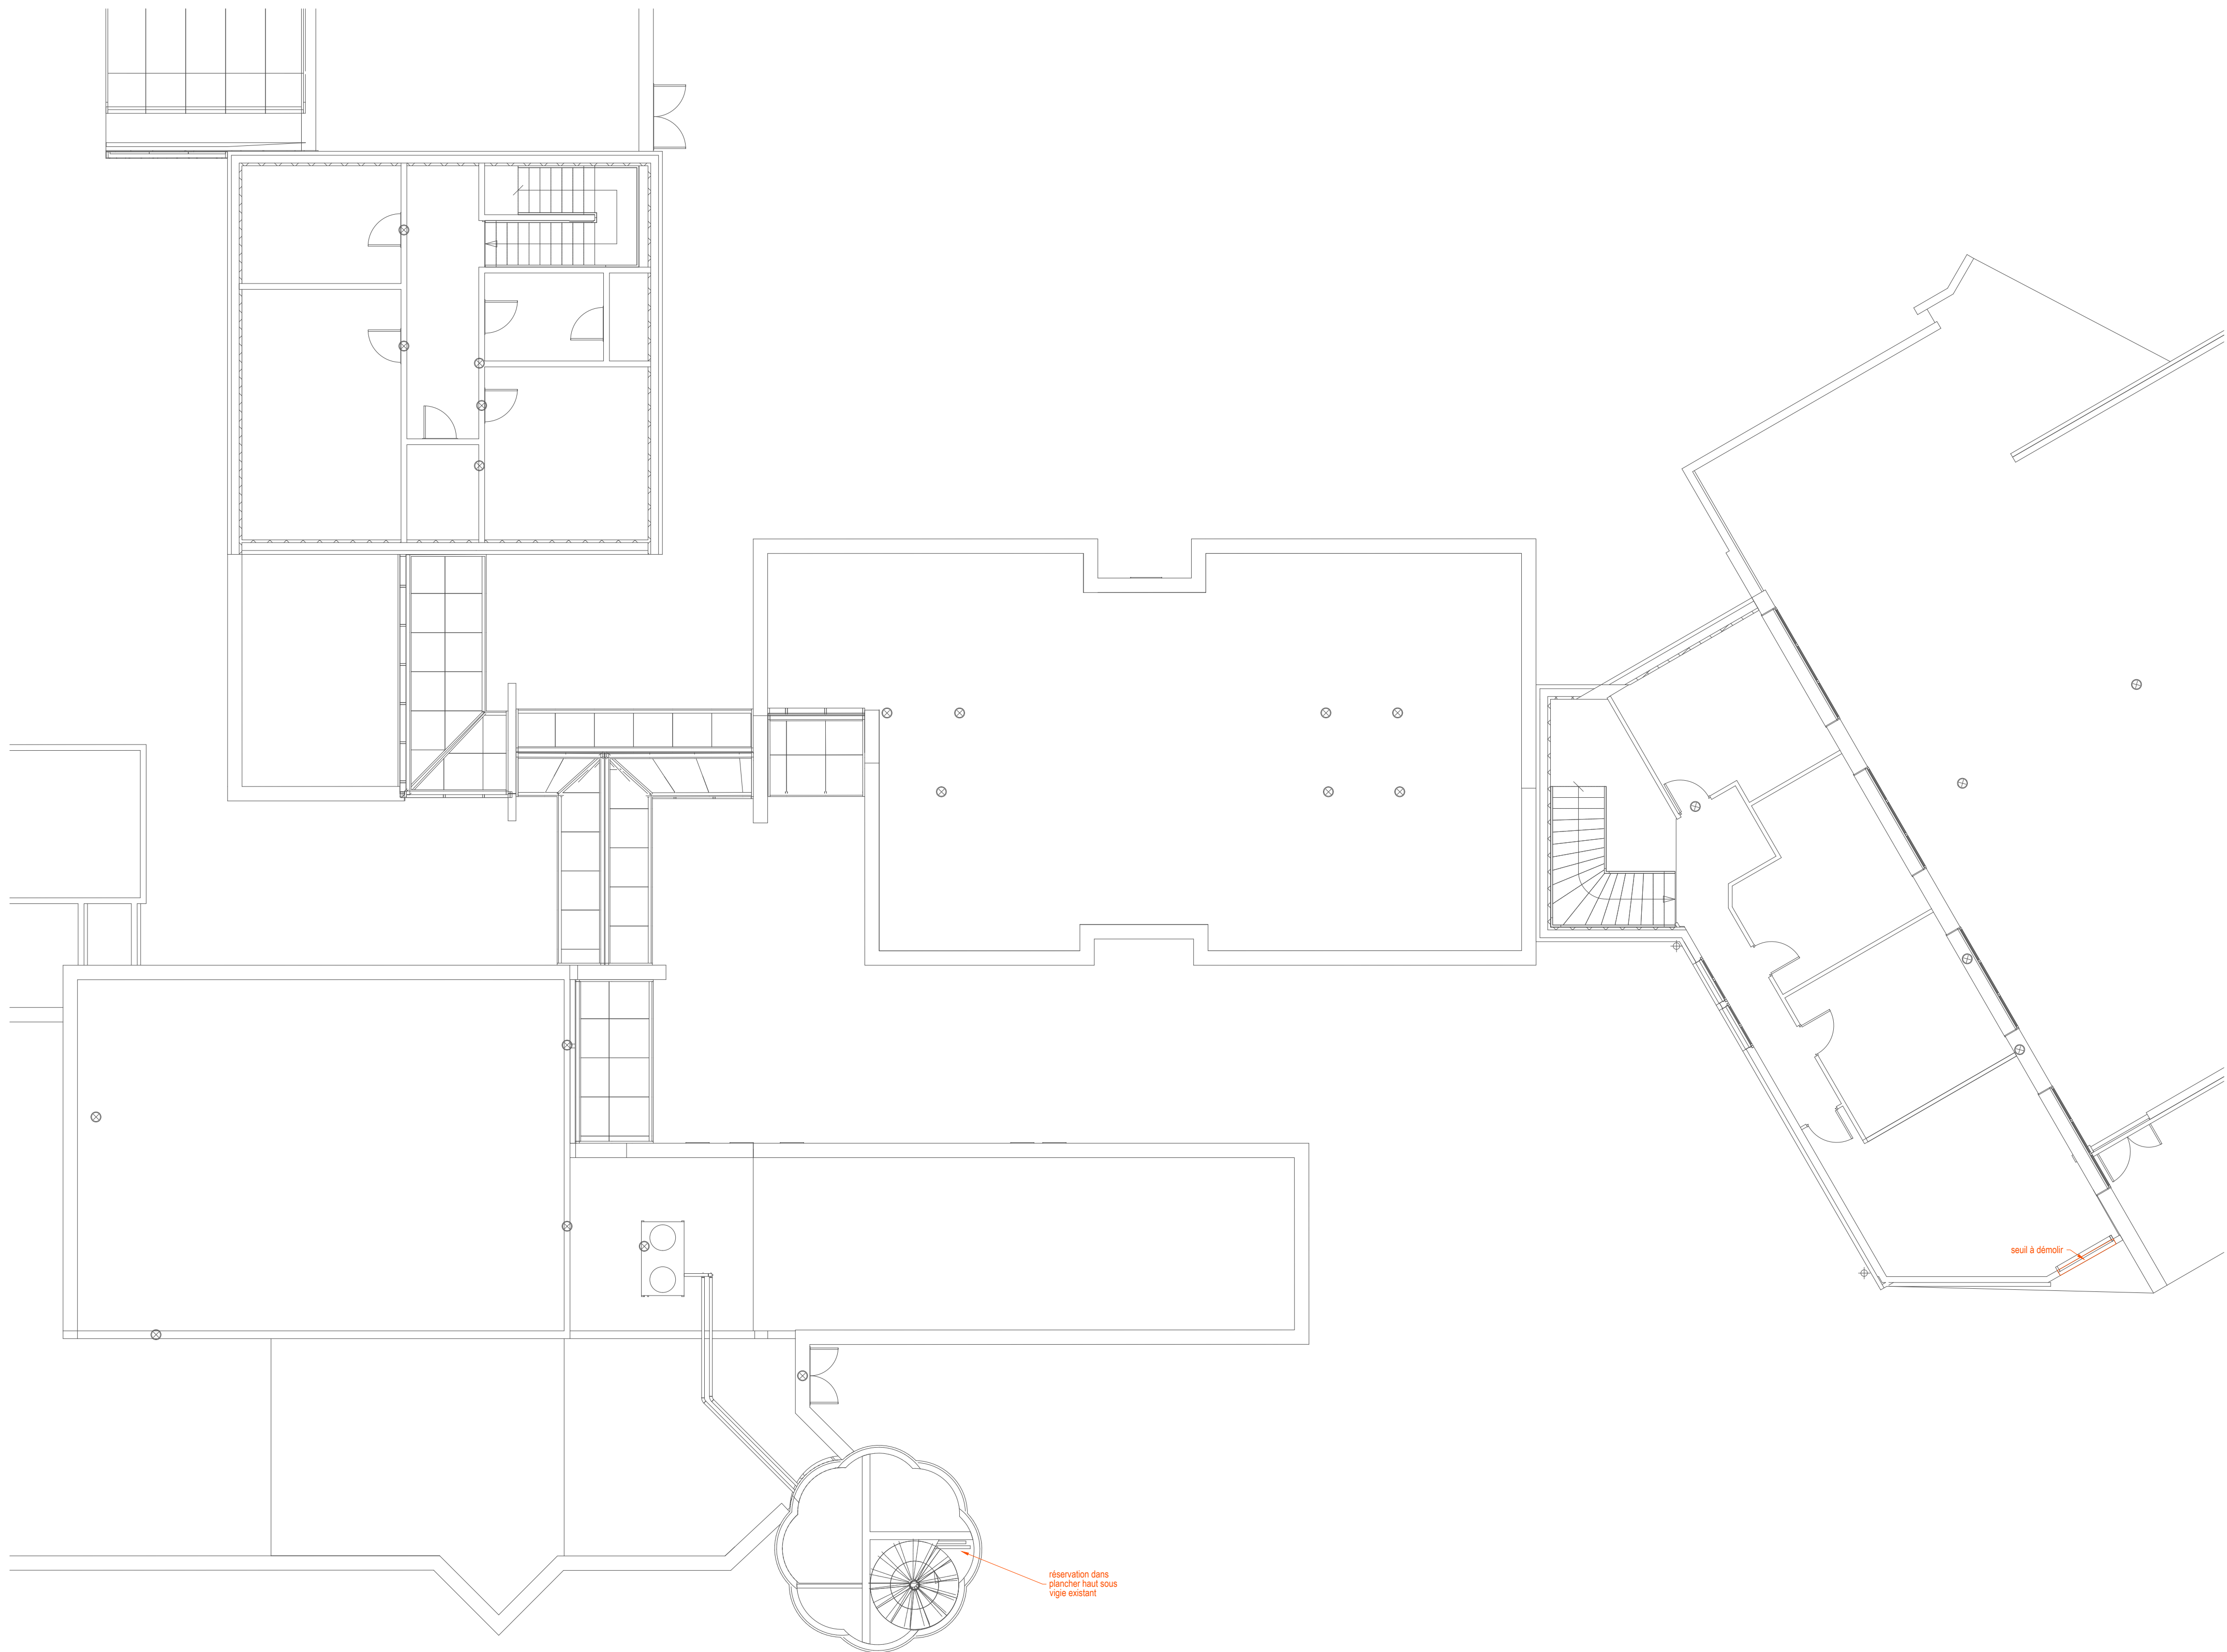 seuil à démolir
réservation dans
plancher haut sous
vigie existant